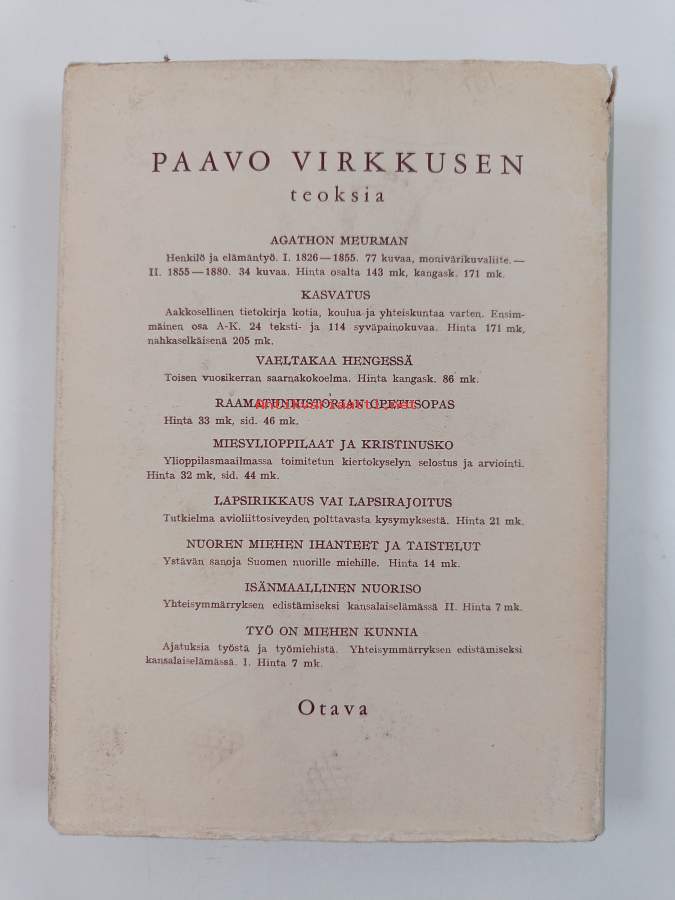 PAAVO VIRKKUSEN
teoksia
AGATHON MEURMAN
Henkilö ja elämäntyö. I. 1826—1855. 77 kuvaa, monivärikuvaliite.—
II. 1855—1880. 34 kuvaa. Hinta osalta 143 mk, kangask. 171 mk.
KASVATUS
Aakkosellinen tietokirja kotia, koulua ja yhteiskuntaa varten. Ensim-
mäinen osa A-K. 24 teksti- ja 114 syväpainokuvaa. Hinta 171 mk,
nahkaselkäisenä 205 mk.
VAELTAKAA HENGESSÄ
Toisen vuosikerran saarnakokoelma. Hinta kangask. 86 mk.
RAAMATUNHISTORIAN OPETUSOPAS
Antikvariaatti.net
Hinta 33 mk, sid. 46 mk.
MIESYLIOPPILAAT JA KRISTINUSKO
Ylioppilasmaailmassa toimitetun kiertokyselyn selostus ja arviointi.
Hinta 32 mk, sid. 44 mk.
LAPSIRIKKAUS VAI LAPSIRAJOITUS
Tutkielma avioliittosiveyden polttavasta kysymyksestä. Hinta 21 mk.
NUOREN MIEHEN IHANTEET JA TAISTELUT
Ystävän sanoja Suomen nuorille miehille. Hinta 14 mk.
ISÄNMAALLINEN NUORISO
Yhteisymmärryksen edistämiseksi kansalaiselämässä II. Hinta 7 mk.
TYÖ ON MIEHEN KUNNIA
Ajatuksia työstä ja työmiehistä. Yhteisymmärryksen edistämiseksi
kansalaiselämässä. I. Hinta 7 mk.
Otava